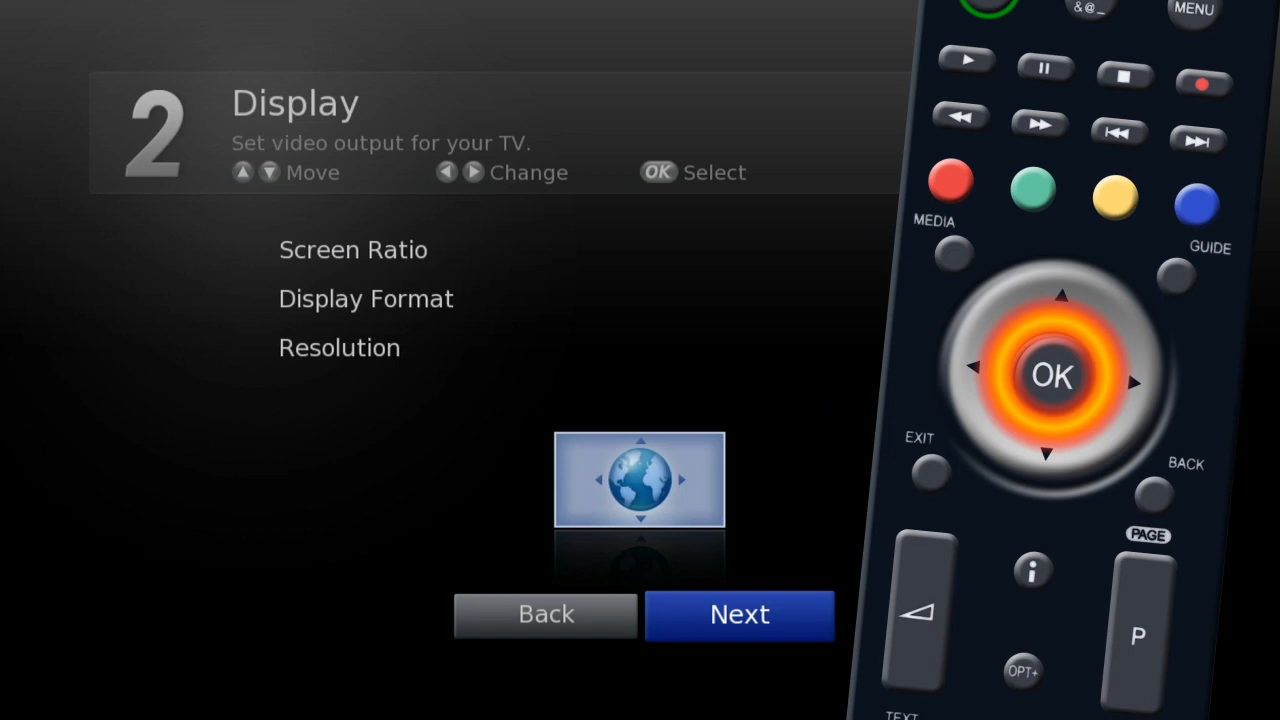 2
Display
Set video output for your TV.
Move
Change
OK Select
Screen Ratio
Display Format
Resolution
Back
Next
&@_
MENU
MEDIA
GUIDE
OK
EXIT
BACK
PAGE
i
P
OPT+
TEXT